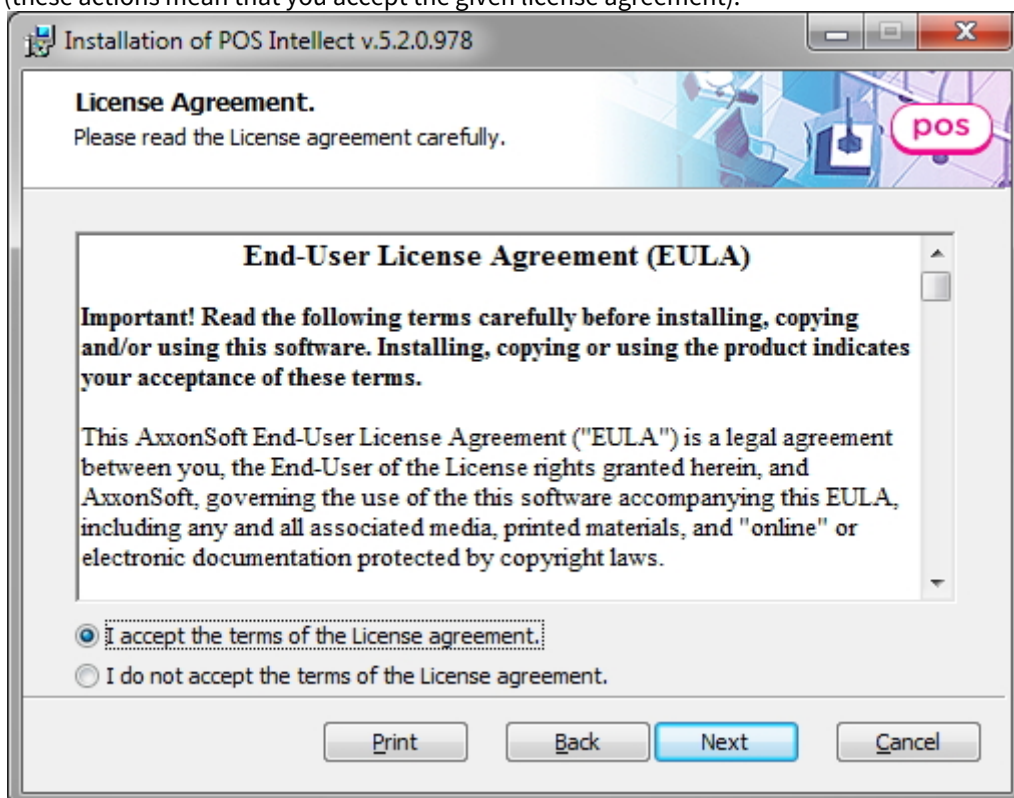 (these actions mean that you accept the given license agreement).
Installation of POS Intellect v.5.2.0.978
License Agreement.
Please read the License agreement carefully.
pos
End-User License Agreement (EULA)
Important! Read the following terms carefully before installing, copying
and/or using this software. Installing, copying or using the product indicates
your acceptance of these terms.
This AxxonSoft End-User License Agreement ("EULA") is a legal agreement
between you, the End-User of the License rights granted herein, and
AxxonSoft, governing the use of the this software accompanying this EULA,
including any and all associated media, printed materials, and "online" or
electronic documentation protected by copyright laws.
I accept the terms of the License agreement.
I do not accept the terms of the License agreement.
Print Back Next Cancel